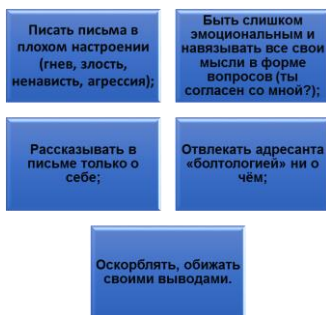 Писать письма в
плохом настроении
(гнев, злость,
ненависть, агрессия);
Быть слишком
эмоциональным и
навязывать все свои
мысли в форме
вопросов (ты
согласен со мной?);
Рассказывать в
письме только о
себе;
Отвлекать адресанта
«болтологией» ни о
чём;
Оскорблять, обижать
своими выводами.